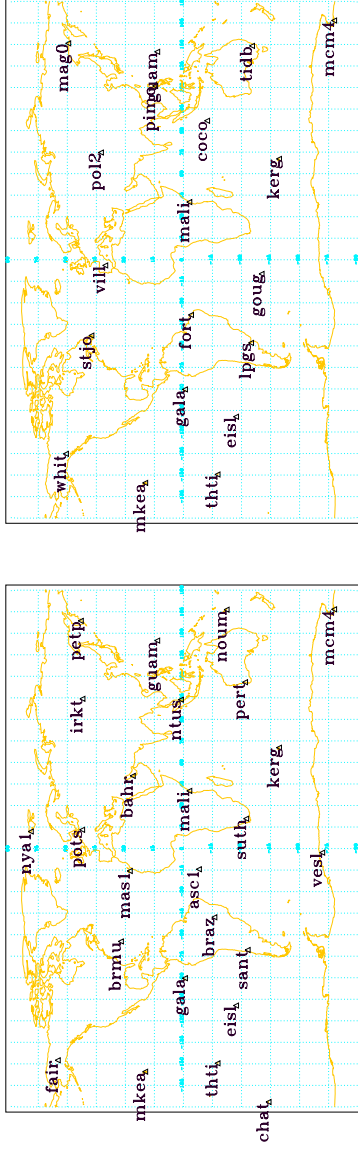 nya1
fair
pots irkt petp
brmu
mas1 bahr
mkea guam
ntus
gala mali
asc1
braz
thti
noum
eisl
sant suth pert
chat
kerg
vesl
mcm4
whit mag0
stjo
pol2
vill
mkea
pimo guam
gala fort mali
coco
thti
eisl
lpgs tidb
goug
kerg
mcm4